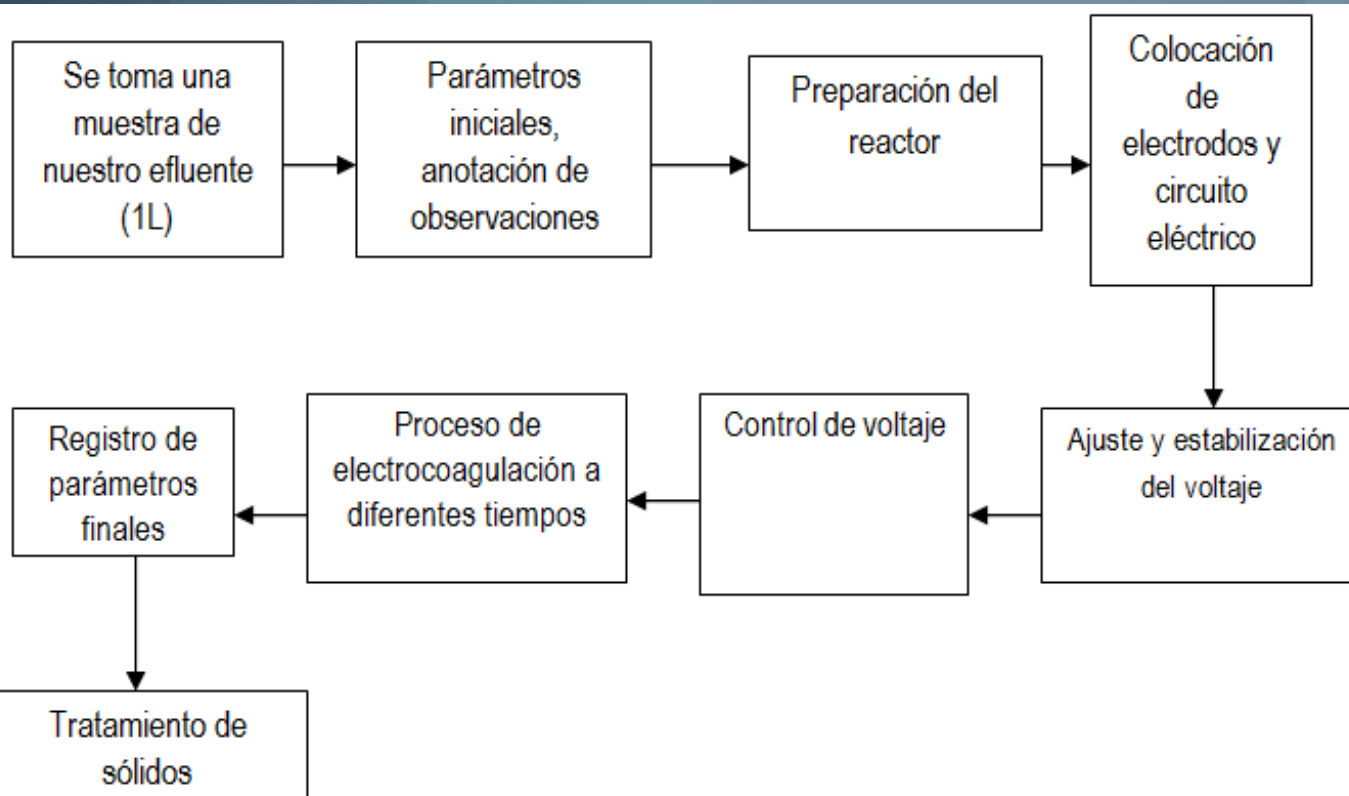 Se toma una
muestra de
nuestro efluente
(1L)
Parámetros
iniciales,
anotación de
observaciones
Preparación del
reactor
Colocación
de
electrodos y
circuito
eléctrico
Ajuste y estabilización
del voltaje
Control de voltaje
Proceso de
electrocoagulación a
diferentes tiempos
Registro de
parámetros
finales
Tratamiento de
sólidos